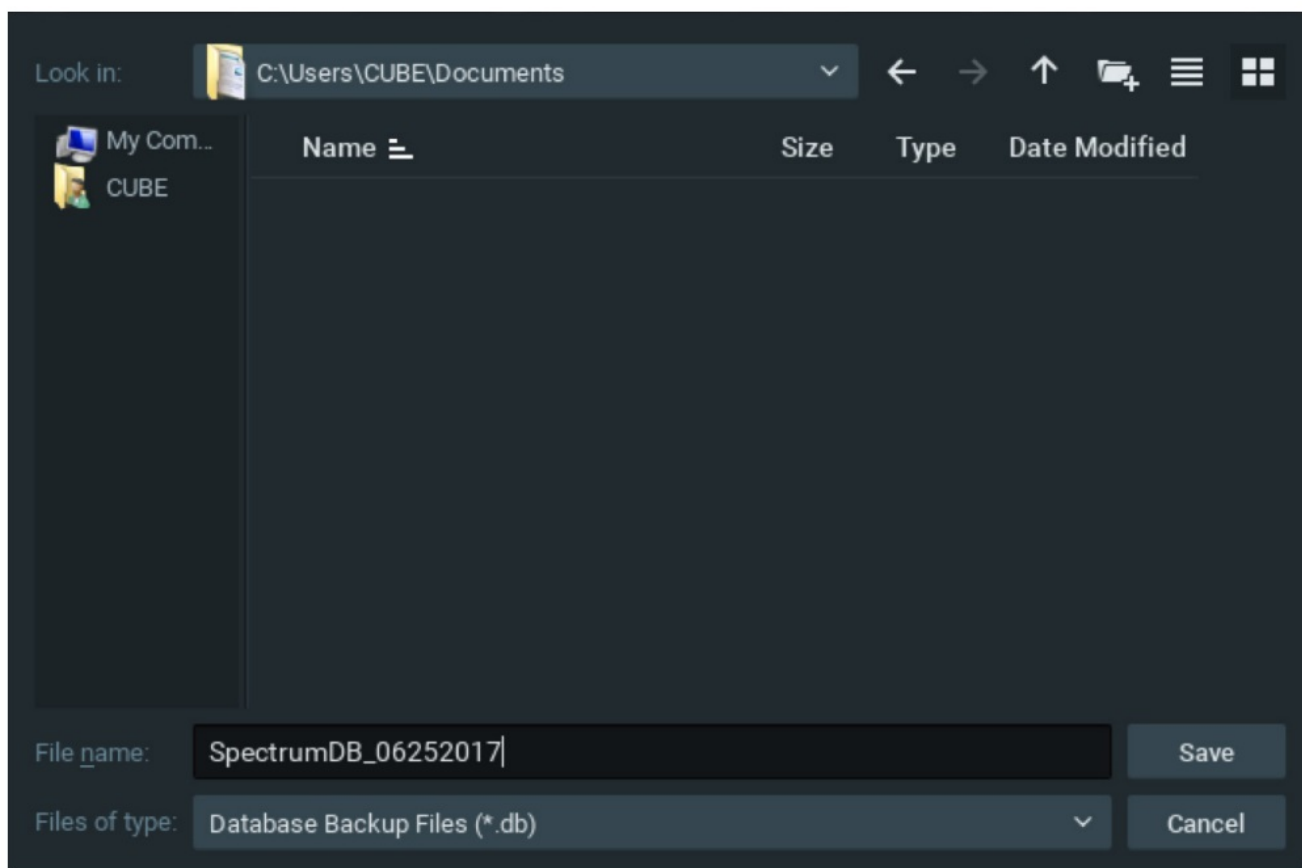 Look in: C:\Users\CUBE\Documents
My Com...
CUBE
Name Size Type Date Modified
File name: SpectrumDB_06252017 Save
Files of type: Database Backup Files (*.db) Cancel